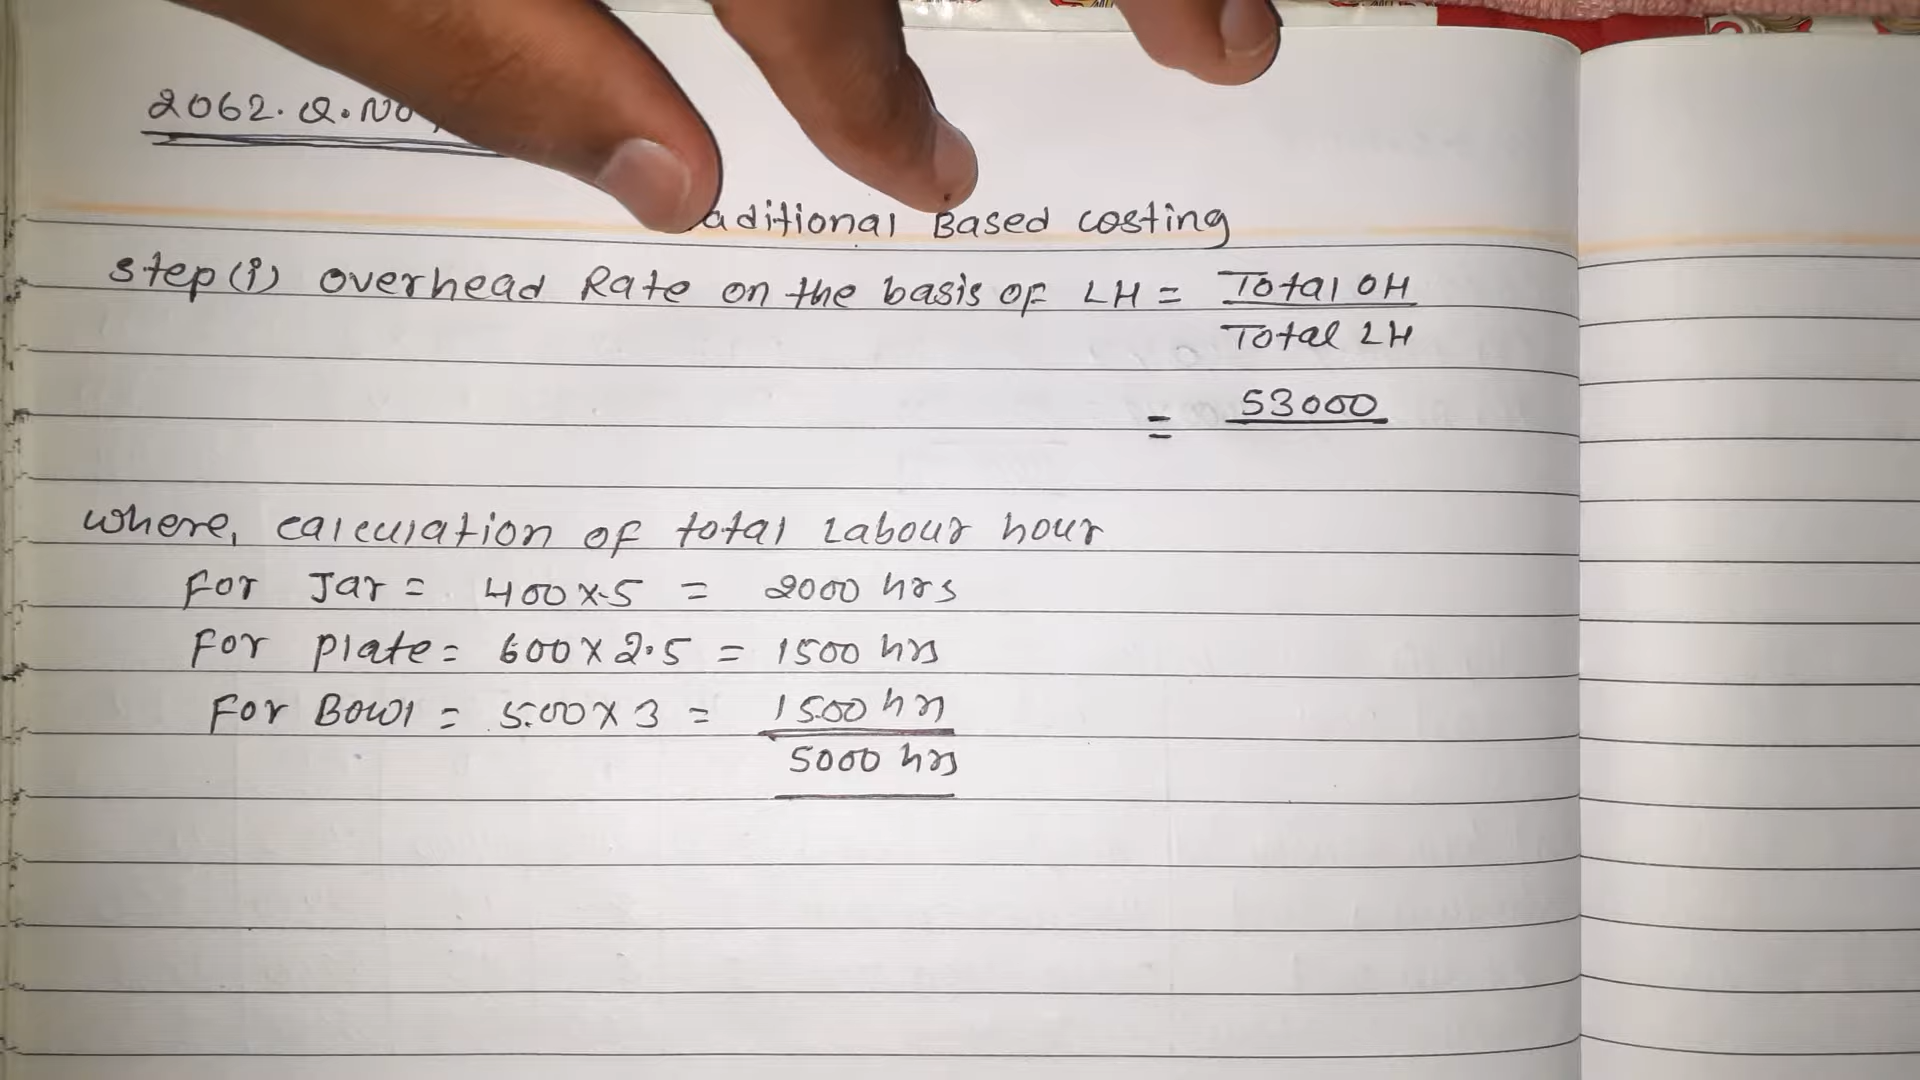 2062. Q. No
aditional Based costing
step (i) overhead Rate on the basis of LH = Total OH
Total LH
= 53000
where, calculation of total Labour hour
For Jar = 400 x 5 = 2000 hrs
For plate = 600 x 2.5 = 1500 hrs
For Bowl = 500 x 3 = 1500 hrs
5000 hrs